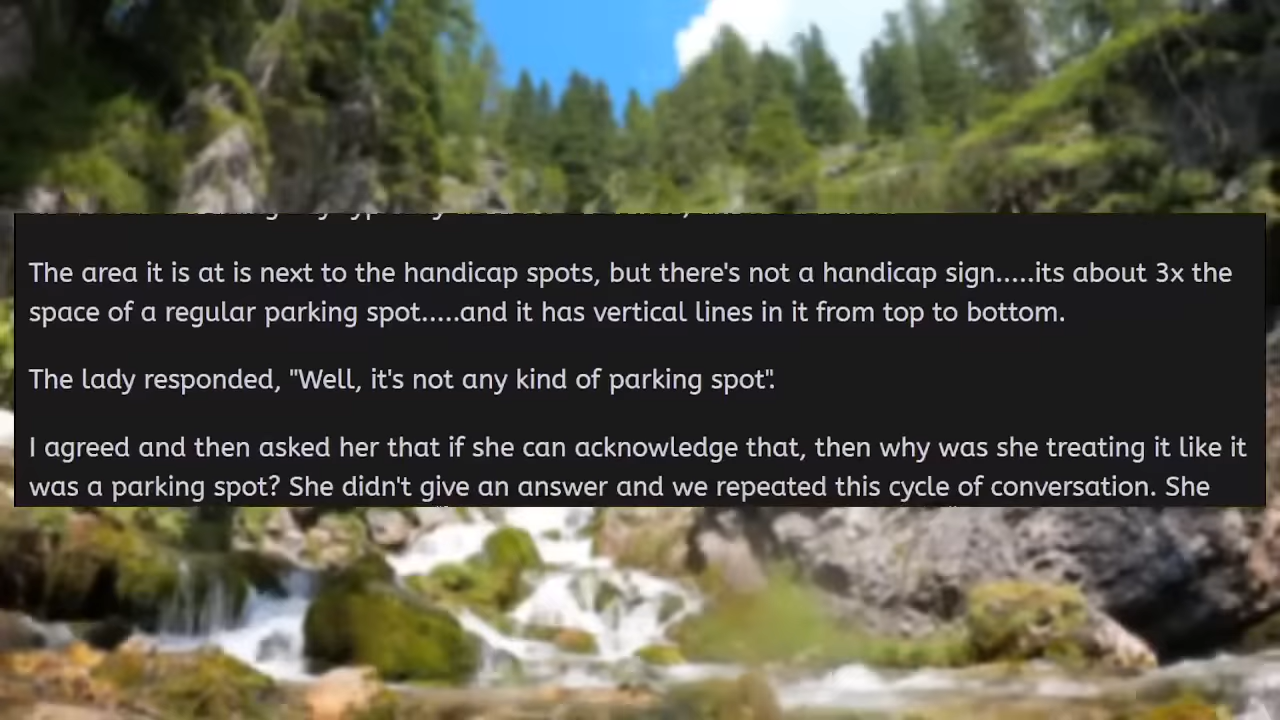 The area it is at is next to the handicap spots, but there's not a handicap sign.....its about 3x the
space of a regular parking spot.....and it has vertical lines in it from top to bottom.
The lady responded, "Well, it's not any kind of parking spot".
I agreed and then asked her that if she can acknowledge that, then why was she treating it like it
was a parking spot? She didn't give an answer and we repeated this cycle of conversation. She